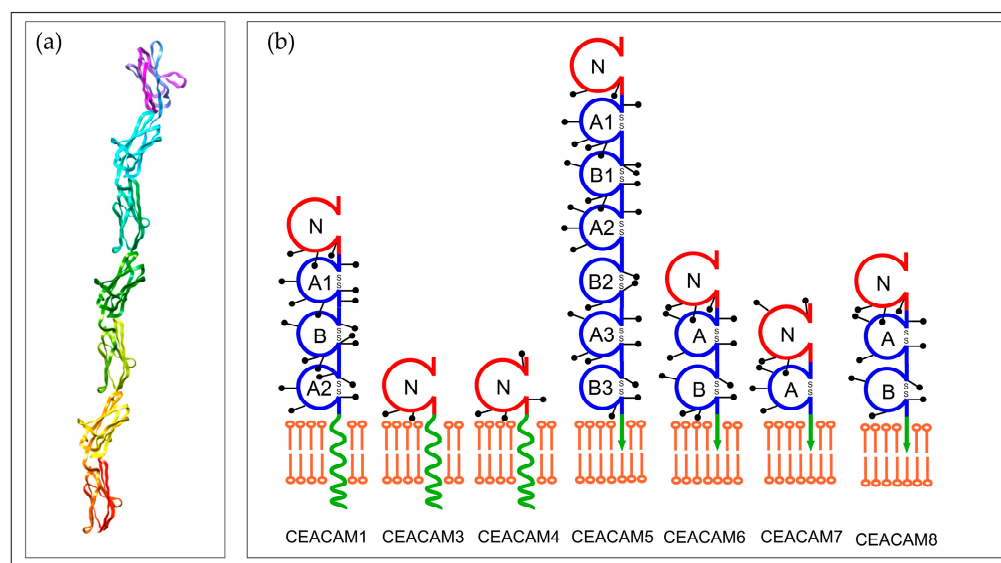 (a)
(b)
N
A1
B
A2
CEACAM1
N
CEACAM3
N
CEACAM4
N
A1
B1
A2
B2
A3
B3
CEACAM5
N
A
B
CEACAM6
N
A
CEACAM7
N
A
B
CEACAM8